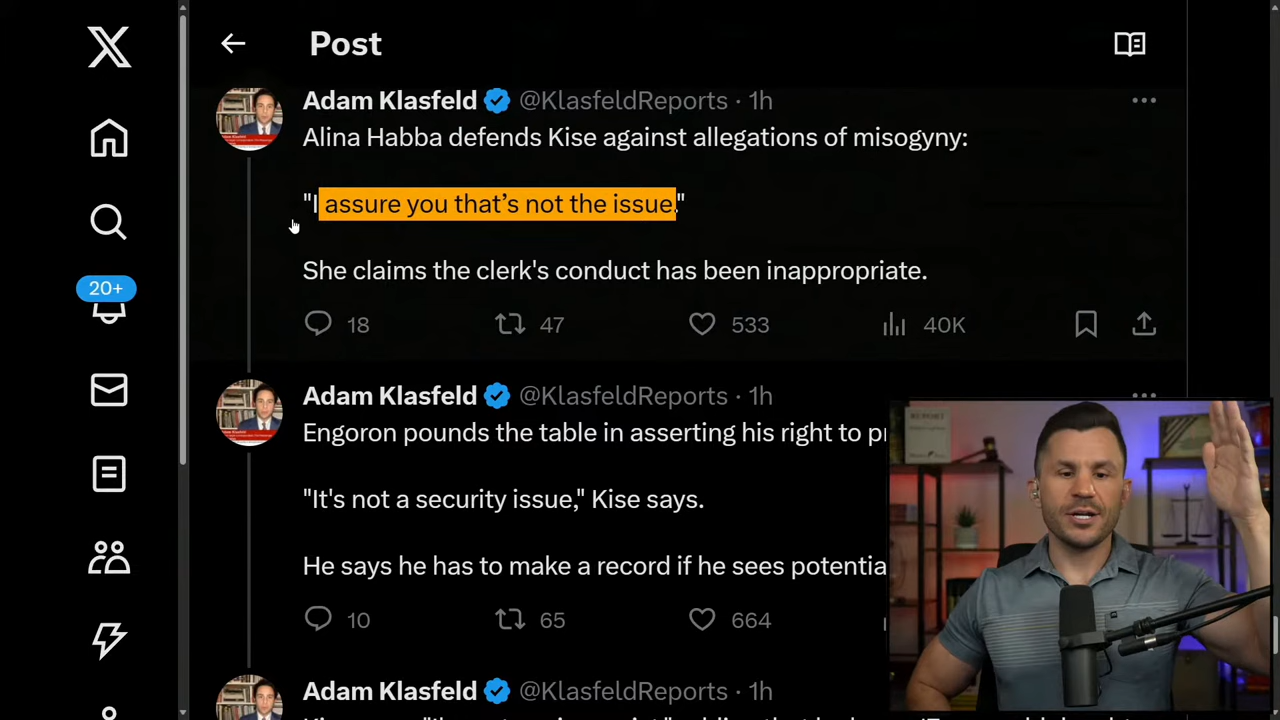 Post
Adam Klasfeld @KlasfeldReports · 1h
Alina Habba defends Kise against allegations of misogyny:
"I assure you that’s not the issue."
She claims the clerk's conduct has been inappropriate.
18 47 533 40K
20+
Adam Klasfeld @KlasfeldReports · 1h
Engoron pounds the table in asserting his right to
"It's not a security issue," Kise says.
He says he has to make a record if he sees
10 65 664
Adam Klasfeld @KlasfeldReports · 1h